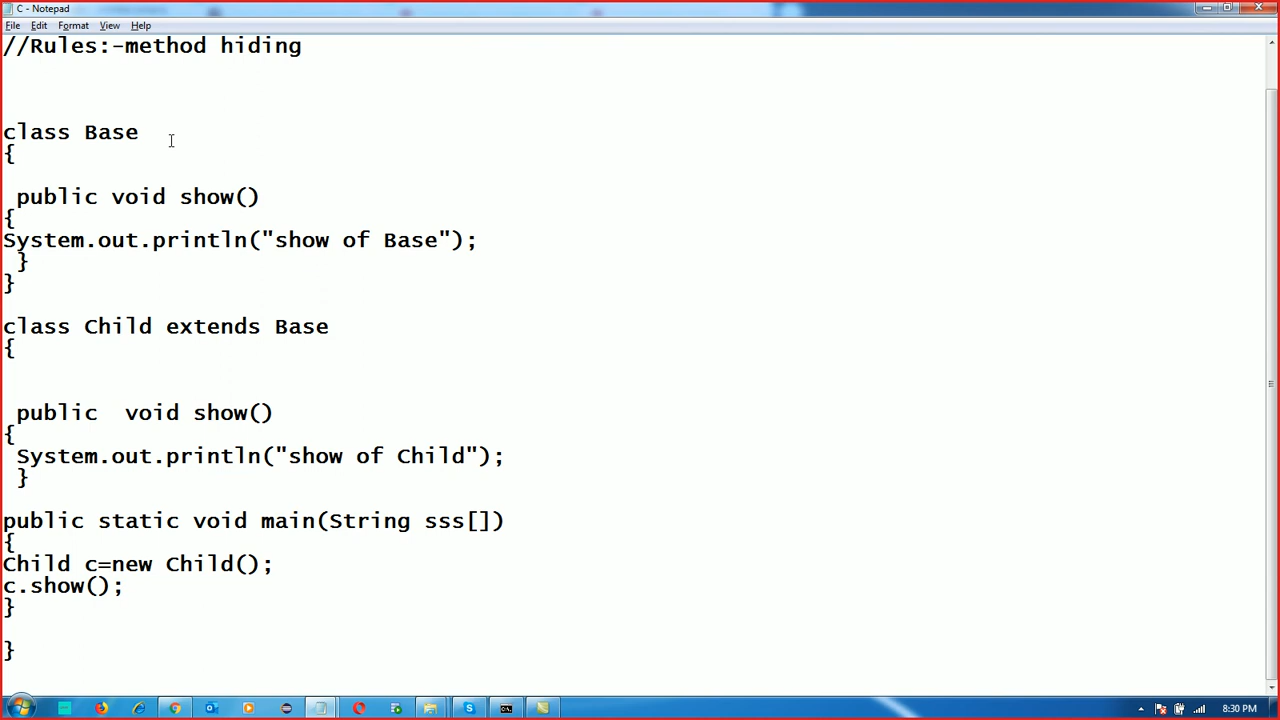 C - Notepad
File Edit Format View Help
//Rules:-method hiding
class Base
{
public void show()
{
System.out.println("show of Base");
}
}
class Child extends Base
{
public  void show()
{
System.out.println("show of Child");
}
public static void main(String sss[])
{
Child c=new Child();
c.show();
}
}
8:30 PM